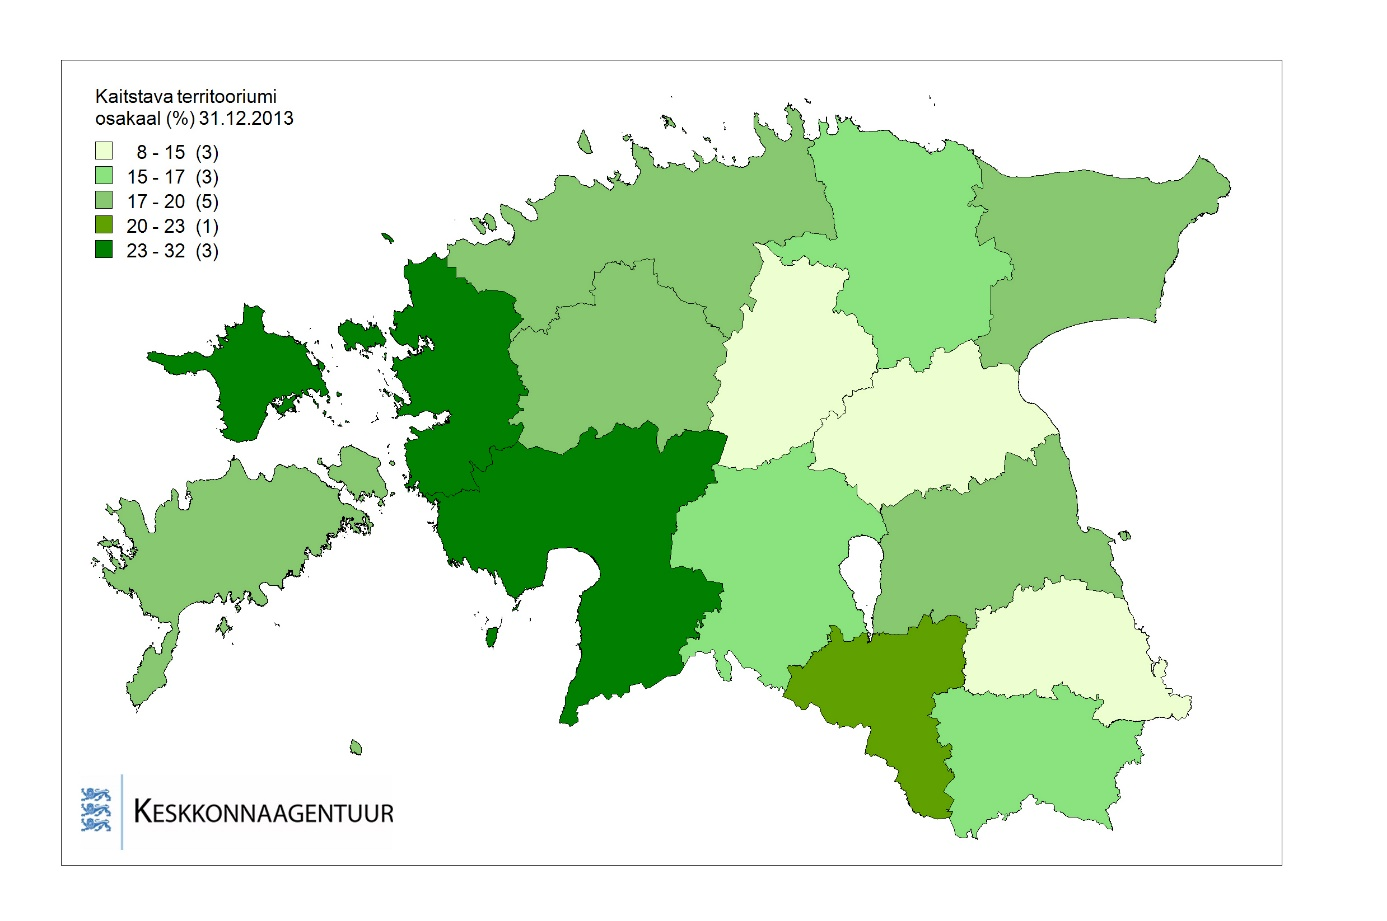 Kaitstava territooriumi
osakaal (%) 31.12.2013
8 - 15 (3)
15 - 17 (3)
17 - 20 (5)
20 - 23 (1)
23 - 32 (3)
KESKKONNAAGENTUUR